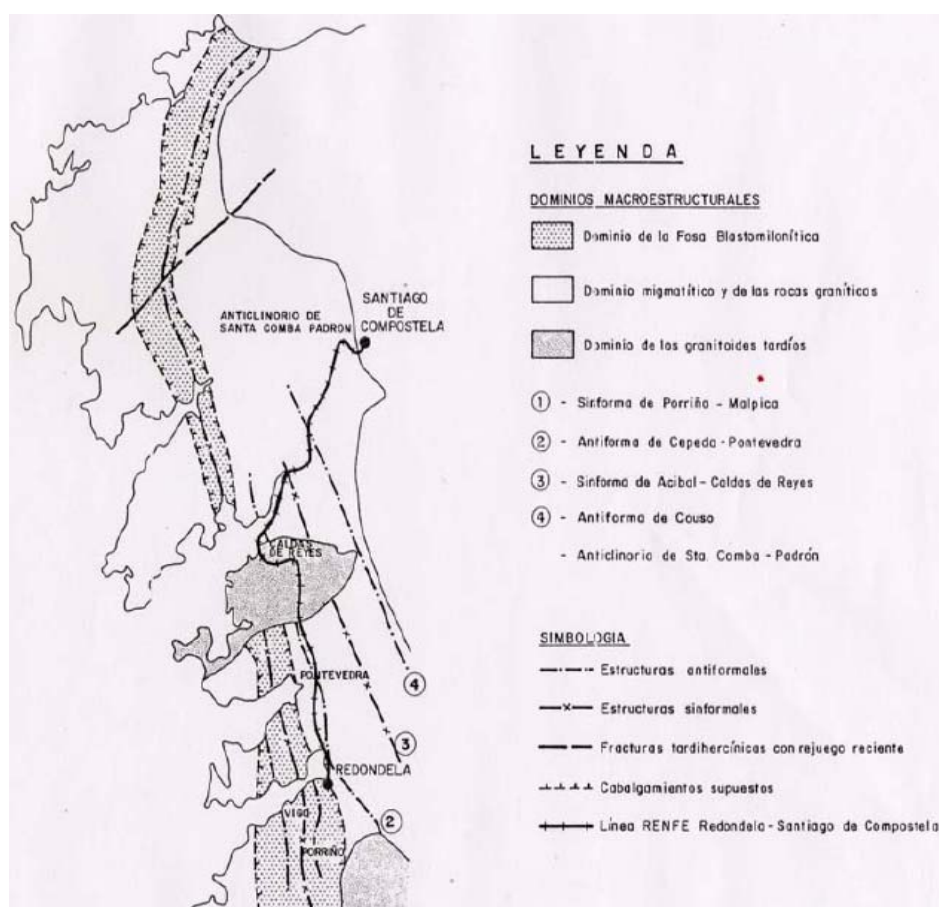 ANTICLINORIO DE
SANTA COMBA PADRON
SANTIAGO
DE
COMPOSTELA
CALDAS
DE REYES
PONTEVEDRA
REDONDELA
VIGO
PORRIÑO
4
3
2
LEYENDA
DOMINIOS MACROESTRUCTURALES
Dominio de la Fosa Blastomilonítica
Dominio migmatítico y de las rocas graníticas
Dominio de los granitoides tardíos
1 - Sinforma de Porriño - Malpica
2 - Antiforma de Cepeda - Pontevedra
3 - Sinforma de Acibal - Caldas de Reyes
4 - Antiforma de Couso
- Anticlinorio de Sta. Comba - Padrón
SIMBOLOGIA
Estructuras antiformales
Estructuras sinformales
Fracturas tardihercínicas con rejuego reciente
Cabalgamientos supuestos
Línea RENFE Redondela - Santiago de Compostela